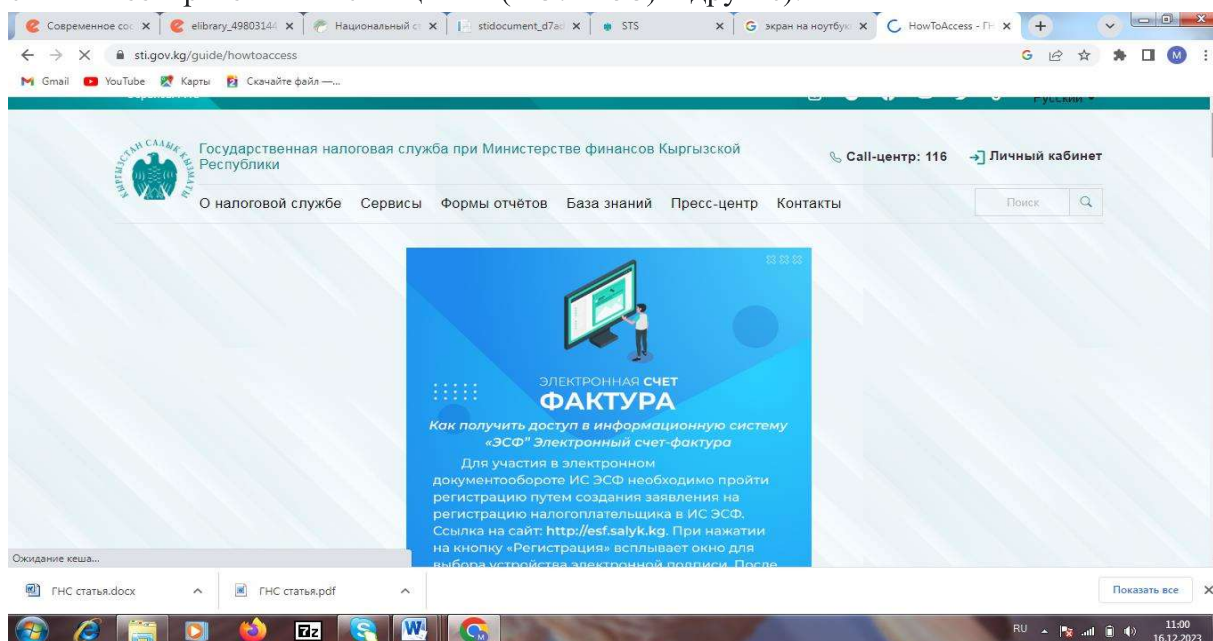 Современное сос
elibrary_49803144
Национальный ст
stidocument_d7ad
STS
экран на ноутбук
HowToAccess - ГН
sti.gov.kg/guide/howtoaccess
Gmail YouTube Карты Скачайте файл —...
Русский
Государственная налоговая служба при Министерстве финансов Кыргызской
Республики
Call-центр: 116
Личный кабинет
О налоговой службе Сервисы Формы отчётов База знаний Пресс-центр Контакты
Поиск
ЭЛЕКТРОННАЯ СЧЕТ
ФАКТУРА
Как получить доступ в информационную систему
«ЭСФ" Электронный счет-фактура
Для участия в электронном
документообороте ИС ЭСФ необходимо пройти
регистрацию путем создания заявления на
регистрацию налогоплательщика в ИС ЭСФ.
Ссылка на сайт: http://esf.salyk.kg. При нажатии
на кнопку «Регистрация» всплывает окно для
выбора устройства электронной подписи. После
Ожидание кеша...
ГНС статья.docx
ГНС статья.pdf
Показать все
RU
11:00
16.12.2023